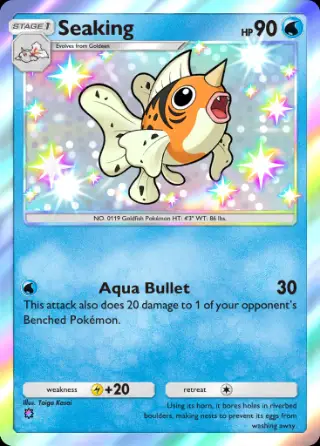 STAGE 1
Seaking
HP 90
Evolves from Goldeen
NO. 0119 Goldfish Pokémon HT: 4'3" WT: 86 lbs.
Aqua Bullet 30
This attack also does 20 damage to 1 of your opponent's
Benched Pokémon.
Illus. Taiga Kasai
weakness +20
retreat
Using its horn, it bores holes in riverbed
boulders, making nests to prevent its eggs from
washing away.